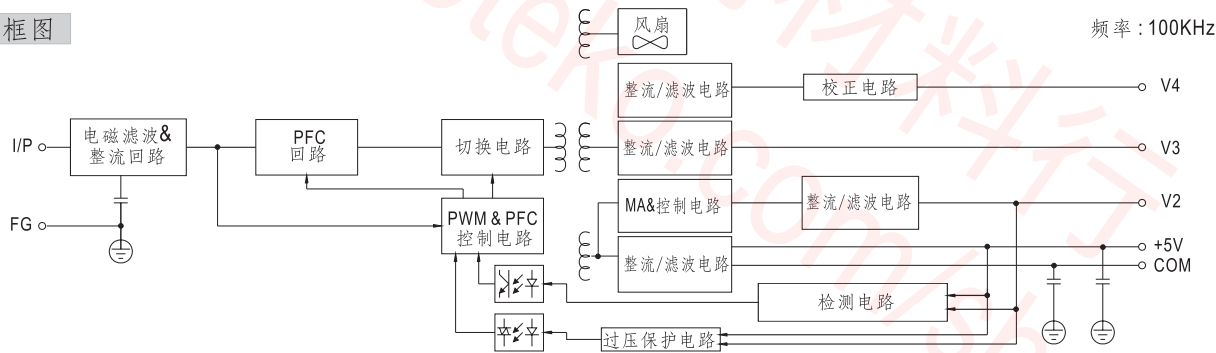 框图
风扇
频率 : 100KHz
整流/滤波电路
校正电路
V4
I/P
电磁滤波&
整流回路
PFC
回路
切换电路
整流/滤波电路
V3
MA&控制电路
整流/滤波电路
V2
FG
PWM & PFC
控制电路
整流/滤波电路
+5V
COM
检测电路
过压保护电路